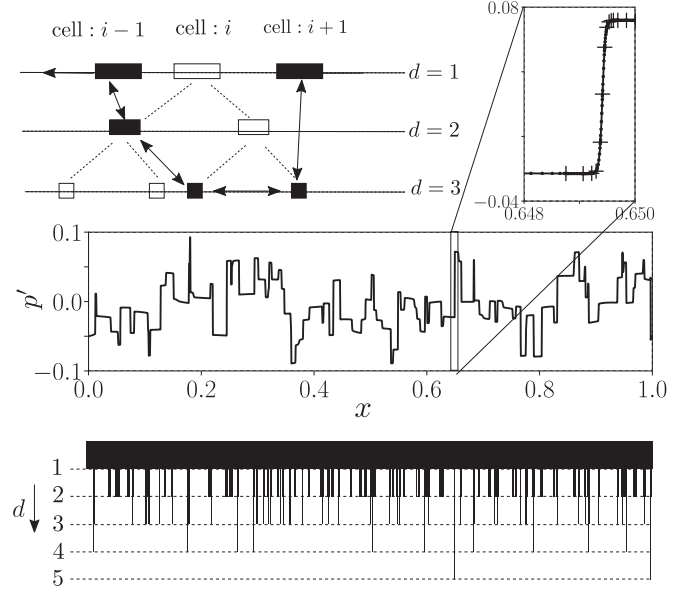 cell : i − 1
cell : i
cell : i + 1
d = 1
d = 2
d = 3
0.08
−0.04
0.648
0.650
0.1
0.0
−0.1
p′
0.0
0.2
0.4
0.6
0.8
1.0
x
d
1
2
3
4
5